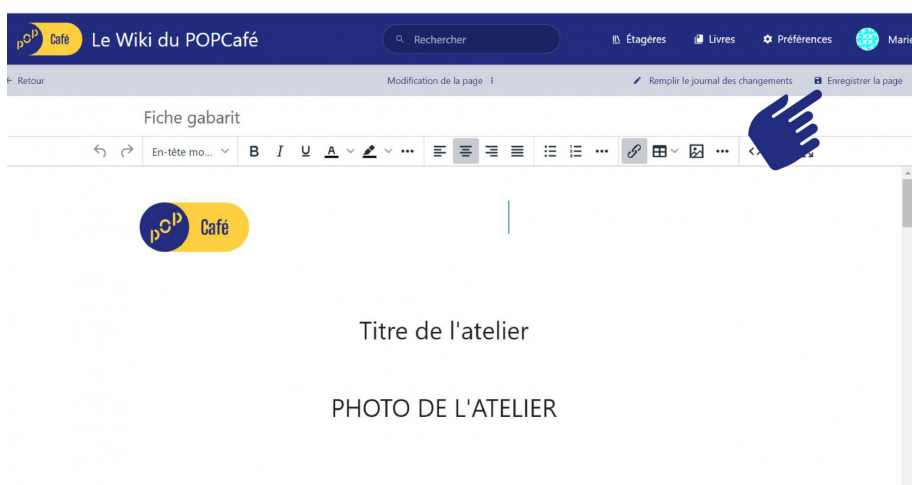 pop Café Le Wiki du POPCafé Rechercher Étagères Livres Préférences Marie
Retour Modification de la page Remplir le journal des changements Enregistrer la page
Fiche gabarit
En-tête mo... B I U A
pop Café
Titre de l'atelier
PHOTO DE L'ATELIER